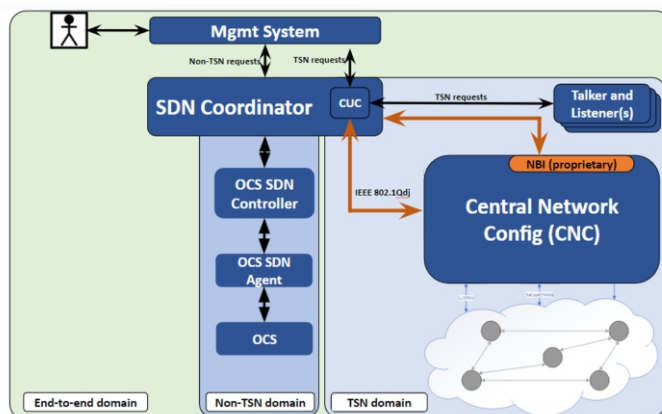 Mgmt System
Non-TSN requests
TSN requests
SDN Coordinator
CUC
TSN requests
Talker and
Listener(s)
NBI (proprietary)
IEEE 802.1Qdj
OCS SDN
Controller
Central Network
Config (CNC)
OCS SDN
Agent
OCS
End-to-end domain
Non-TSN domain
TSN domain